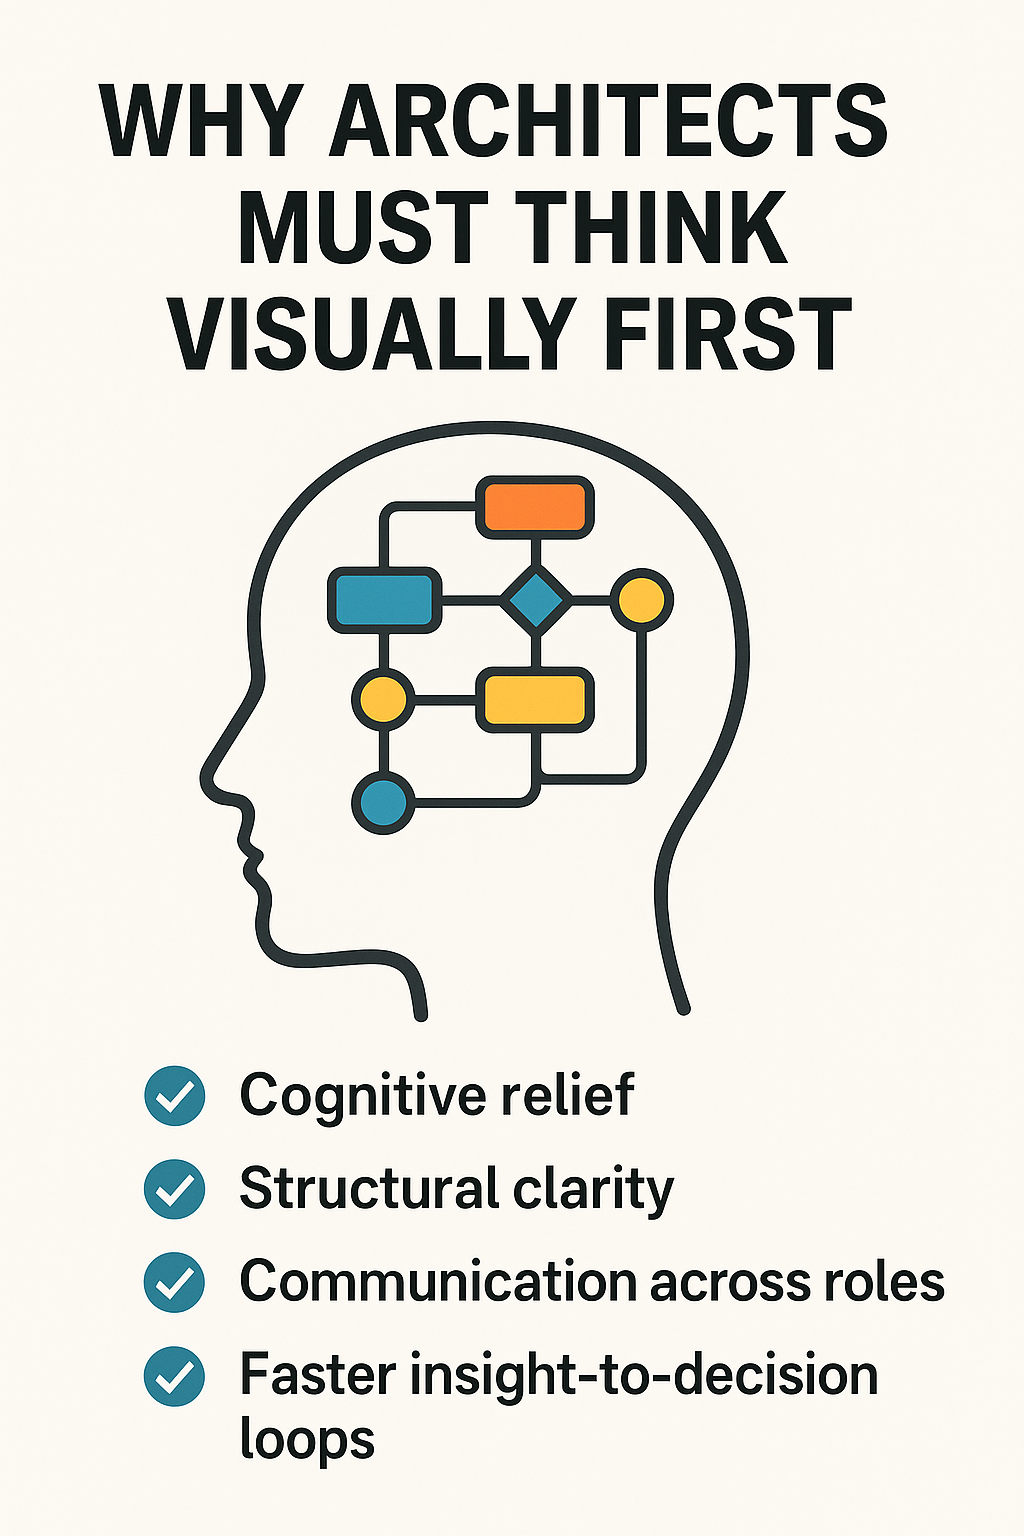 WHY ARCHITECTS
MUST THINK
VISUALLY FIRST
Cognitive relief
Structural clarity
Communication across roles
Faster insight-to-decision
loops